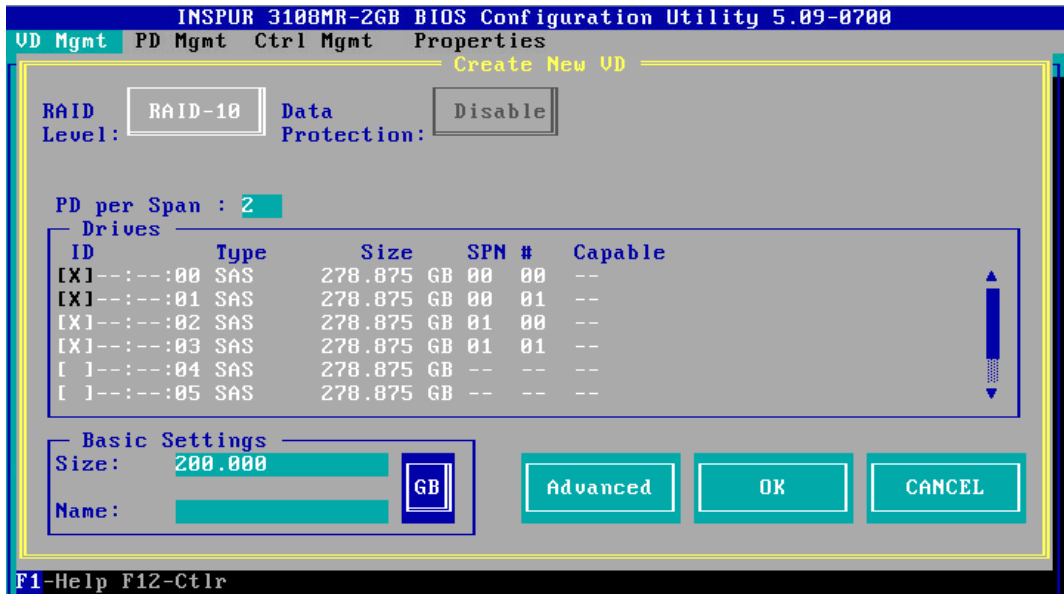 INSPUR 3108MR-2GB BIOS Configuration Utility 5.09-0700
VD Mgmt PD Mgmt Ctrl Mgmt Properties
Create New VD
RAID Level: RAID-10 Data Protection: Disable
PD per Span : 2
Drives
ID Type Size SPN # Capable
[X]--:--:00 SAS 278.875 GB 00 00 --
[X]--:--:01 SAS 278.875 GB 00 01 --
[X]--:--:02 SAS 278.875 GB 01 00 --
[X]--:--:03 SAS 278.875 GB 01 01 --
[ ]--:--:04 SAS 278.875 GB -- -- --
[ ]--:--:05 SAS 278.875 GB -- -- --
Basic Settings
Size: 200.000 GB
Name:
Advanced OK CANCEL
F1-Help F12-Ctlr